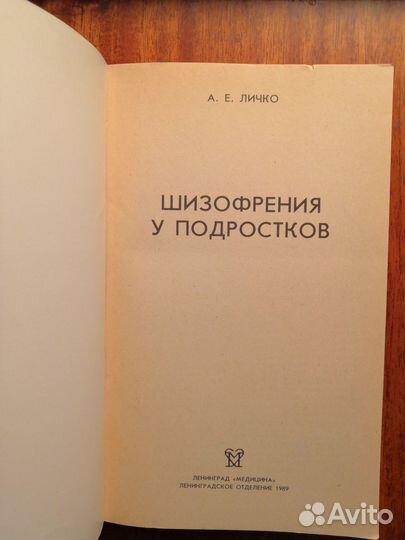 А. Е. ЛИЧКО
ШИЗОФРЕНИЯ
У ПОДРОСТКОВ
ЛЕНИНГРАД «МЕДИЦИНА»
ЛЕНИНГРАДСКОЕ ОТДЕЛЕНИЕ 1989
Avito